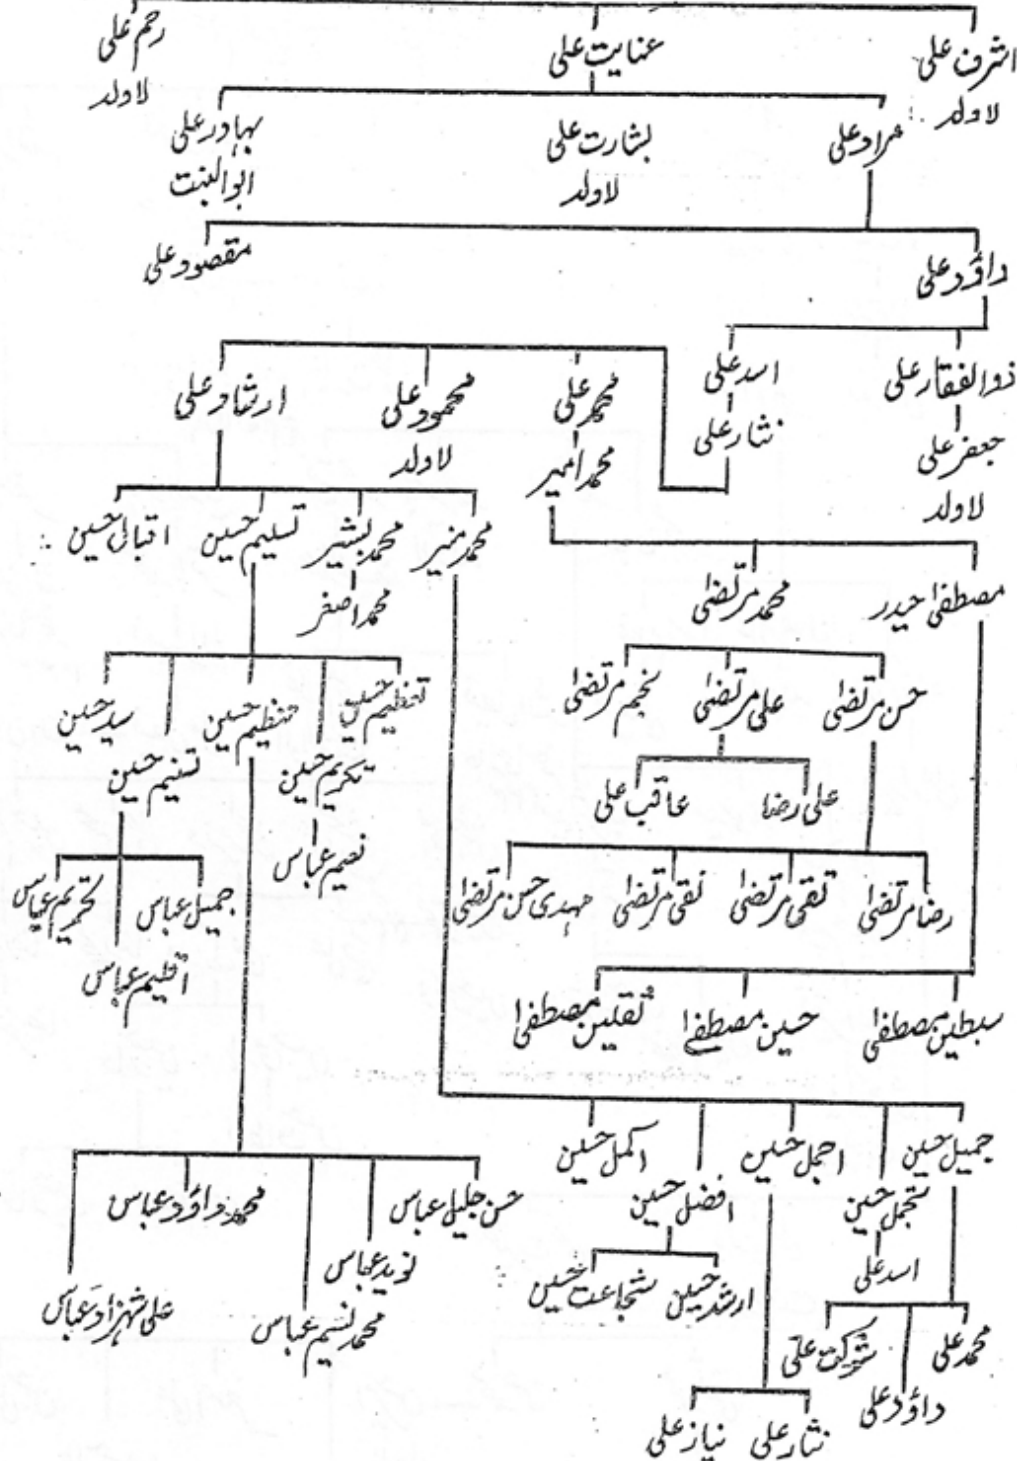 اشرف علی عنایت علی رحم علی
لاولد لاولد
مراد علی بشارت علی بہادر علی
لاولد ابوالبنت
داؤد علی مقصود علی
ذوالفقار علی اسد علی محمد علی محمود علی ارشاد علی
جعفر علی نثار علی محمد امیر لاولد
لاولد
محمد منیر محمد بشیر تسلیم حسین اقبال حسین
مصطفیٰ حیدر محمد مرتضیٰ محمد اصغر
حسن مرتضیٰ علی مرتضیٰ نجم مرتضیٰ تنظیم حسین سید حسین
تکریم حسین تسنیم حسین
علی رضا عاقب علی
نعیم عباس
رضا مرتضیٰ تقی مرتضیٰ نقی مرتضیٰ مہدی حسن مرتضیٰ جمیل عباس تحریم عباس
سبطین مصطفیٰ حسین مصطفےٰ ثقلین مصطفیٰ
جمیل حسین اجمل حسین اکمل حسین
تجمل حسین افضل حسین حسن جلیل عباس محمد داؤد عباس
اسد علی نوید عباس
ارشد حسین شجاعت حسین علی شہزاد عباس
محمد علی شوکت علی محمد نسیم عباس
داؤد علی
نثار علی نیاز علی